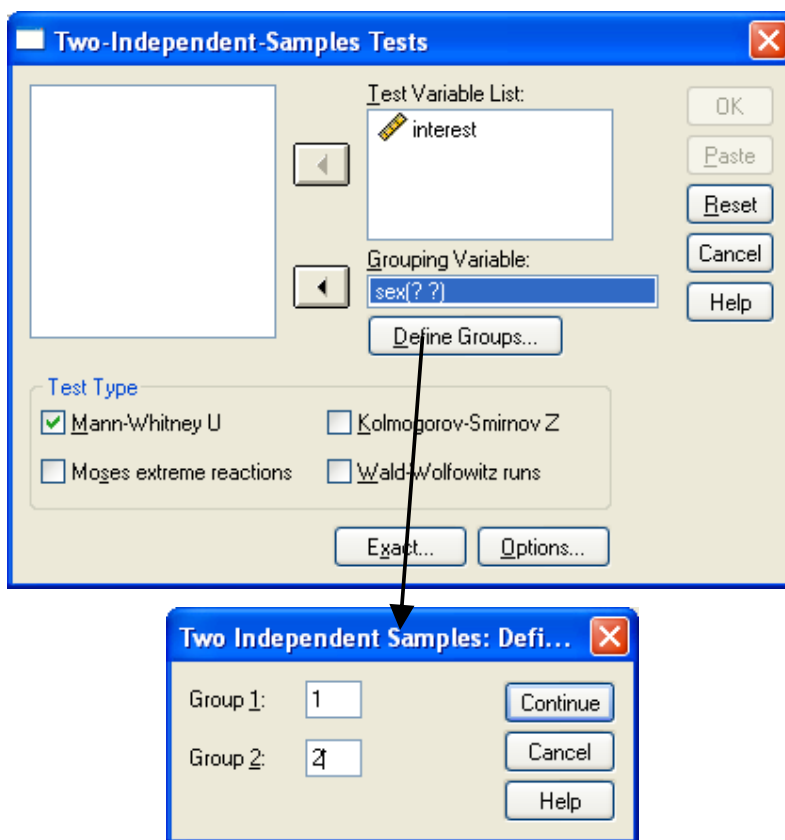 Two-Independent-Samples Tests
Test Variable List:
interest
OK
Paste
Reset
Cancel
Help
Grouping Variable:
sex(? ?)
Define Groups...
Test Type
Mann-Whitney U
Kolmogorov-Smirnov Z
Moses extreme reactions
Wald-Wolfowitz runs
Exact...
Options...
Two Independent Samples: Defi...
Group 1: 1
Continue
Group 2: 2
Cancel
Help